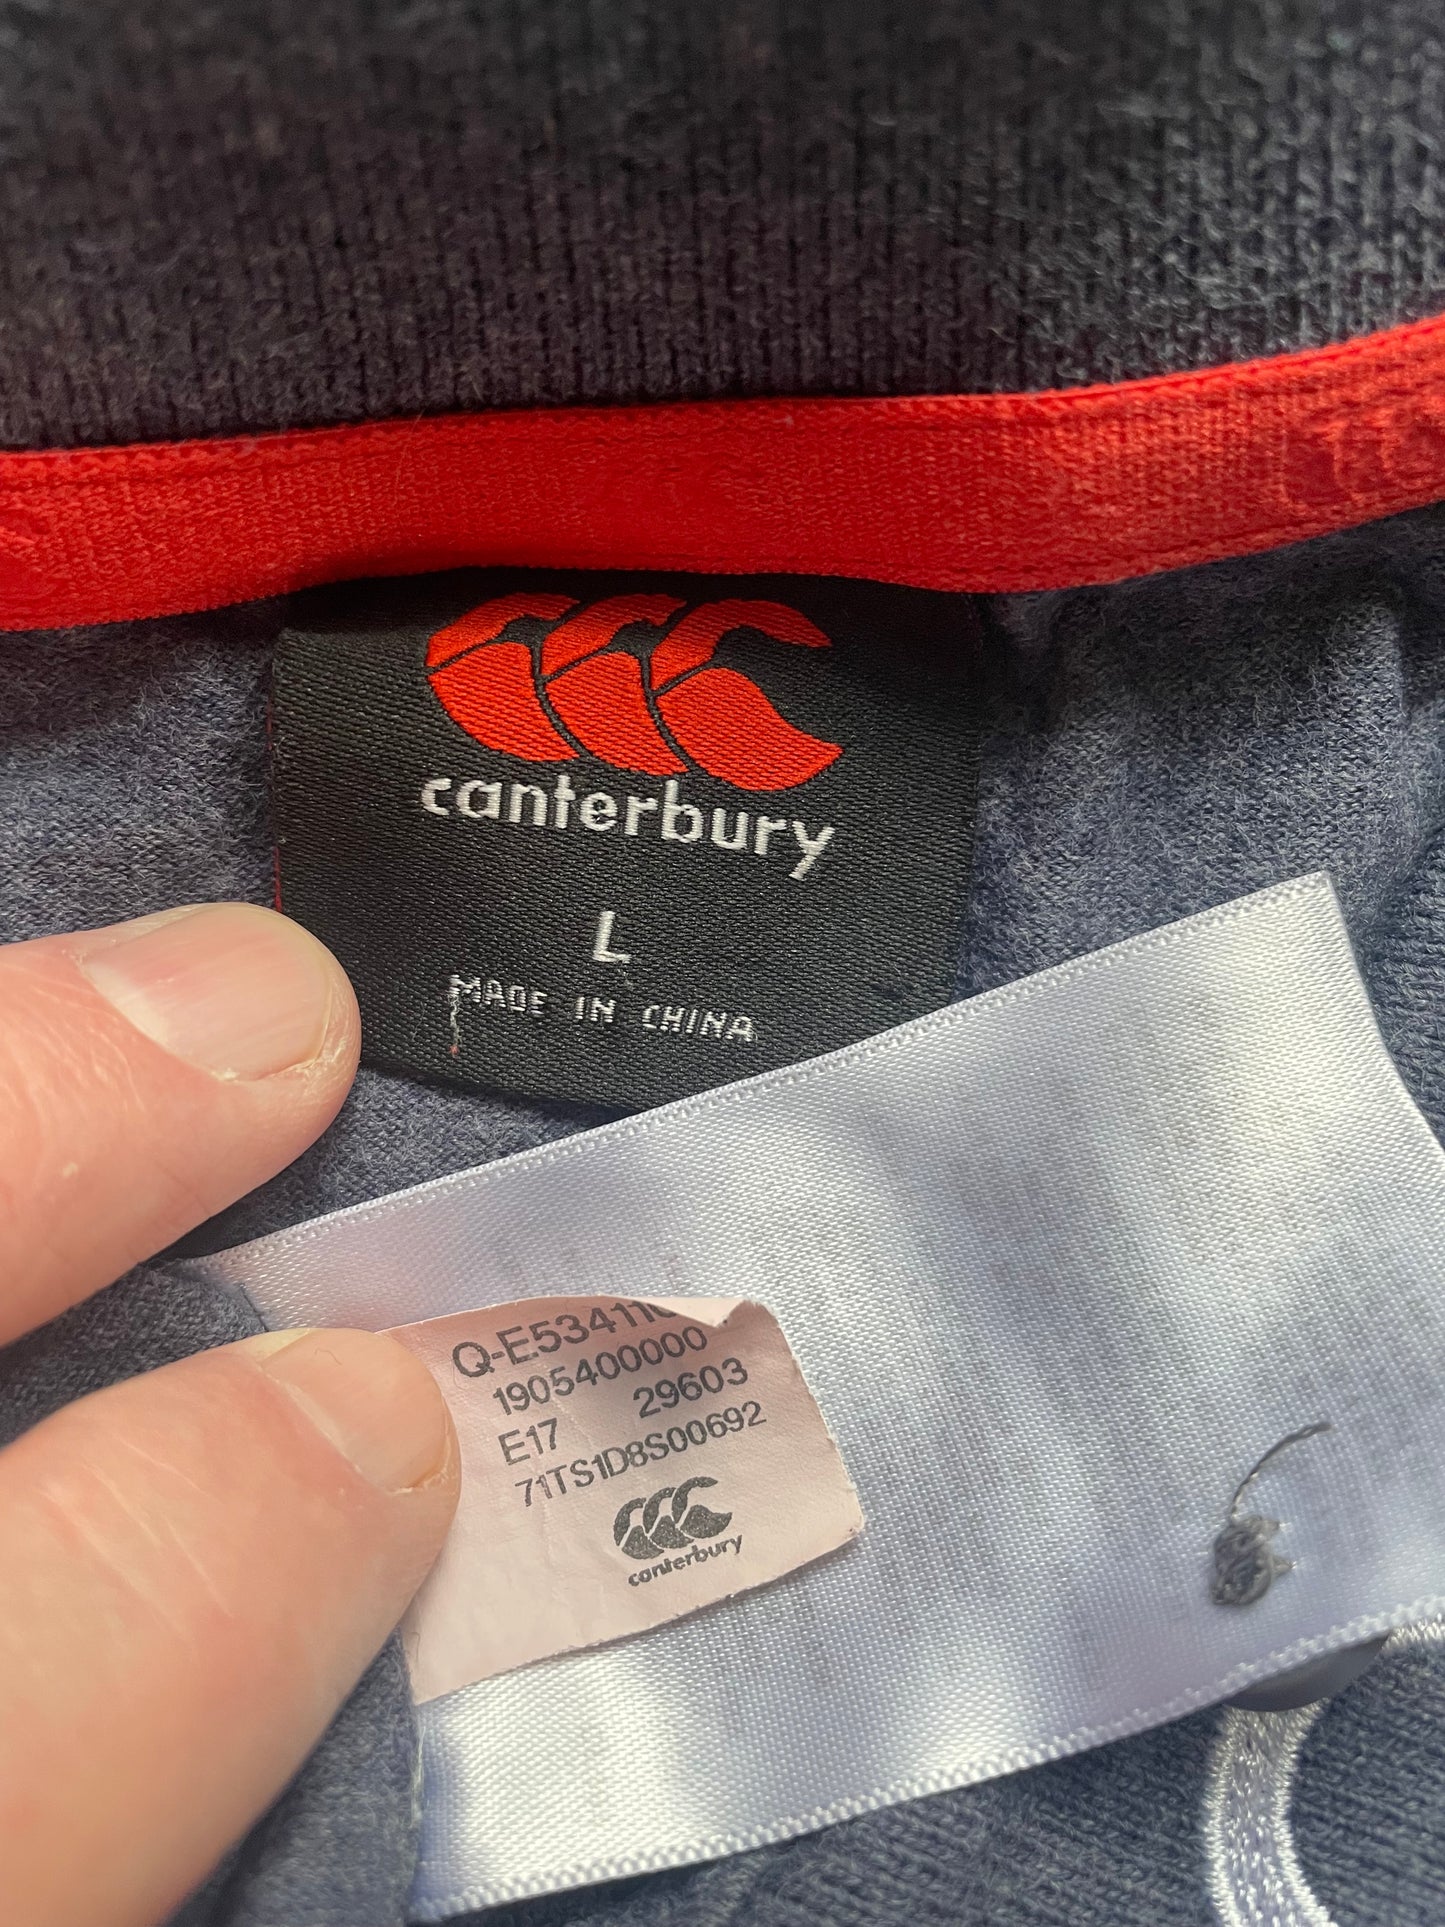 canterbury
L
MADE IN CHINA
1905400000
E17 29603
71TS1D8S00692
canterbury